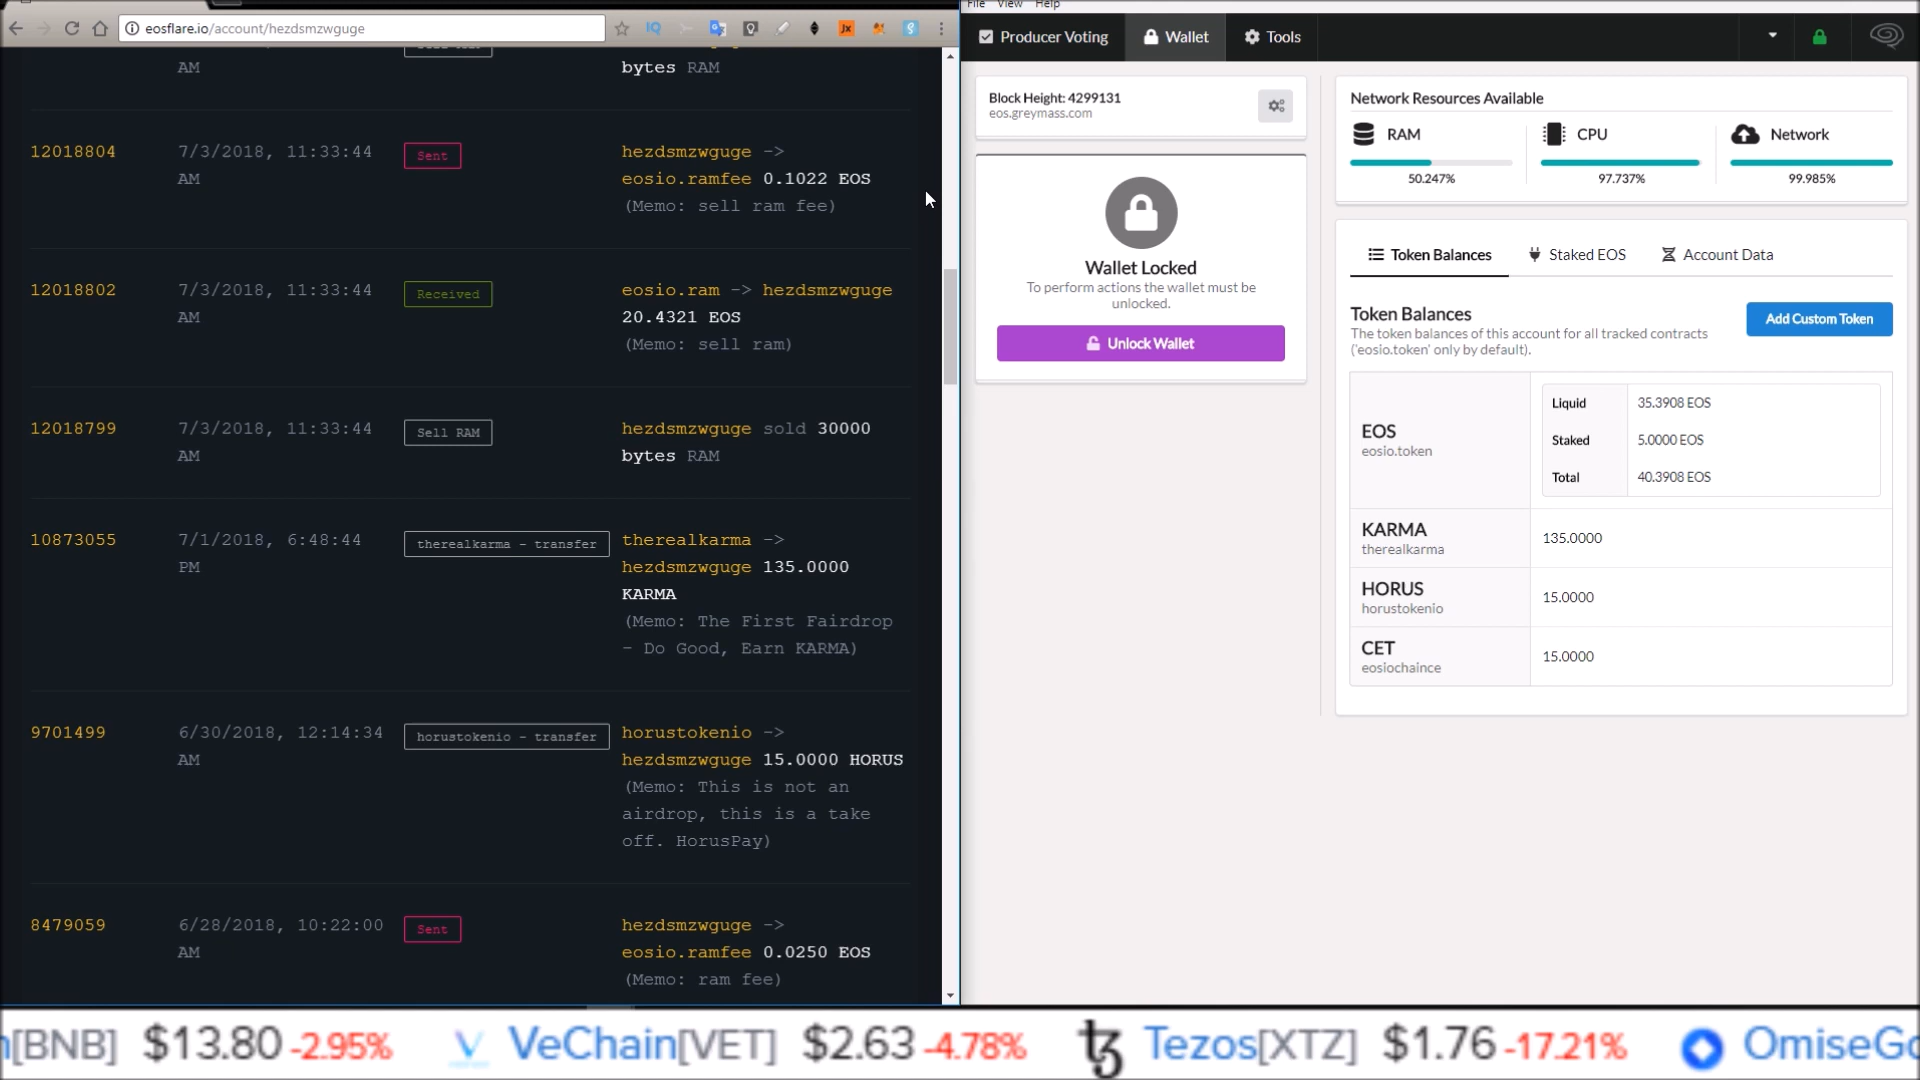 eosflare.io/account/hezdsmzwguge
AM
bytes RAM
12018804 7/3/2018, 11:33:44 AM Sent hezdsmzwguge ->
eosio.ramfee 0.1022 EOS
(Memo: sell ram fee)
12018802 7/3/2018, 11:33:44 AM Received eosio.ram -> hezdsmzwguge
20.4321 EOS
(Memo: sell ram)
12018799 7/3/2018, 11:33:44 AM Sell RAM hezdsmzwguge sold 30000
bytes RAM
10873055 7/1/2018, 6:48:44 PM therealkarma - transfer therealkarma ->
hezdsmzwguge 135.0000
KARMA
(Memo: The First Fairdrop
- Do Good, Earn KARMA)
9701499 6/30/2018, 12:14:34 AM horustokenio - transfer horustokenio ->
hezdsmzwguge 15.0000 HORUS
(Memo: This is not an
airdrop, this is a take
off. HorusPay)
8479059 6/28/2018, 10:22:00 AM Sent hezdsmzwguge ->
eosio.ramfee 0.0250 EOS
(Memo: ram fee)
File View Help
Producer Voting Wallet Tools
Block Height: 4299131
eos.greymass.com
Wallet Locked
To perform actions the wallet must be
unlocked.
Unlock Wallet
Network Resources Available
RAM CPU Network
50.247% 97.737% 99.985%
Token Balances Staked EOS Account Data
Token Balances
The token balances of this account for all tracked contracts
('eosio.token' only by default).
Add Custom Token
EOS
eosio.token
Liquid 35.3908 EOS
Staked 5.0000 EOS
Total 40.3908 EOS
KARMA
therealkarma
135.0000
HORUS
horustokenio
15.0000
CET
eosiochaince
15.0000
[BNB] $13.80 -2.95% VeChain[VET] $2.63 -4.78% Tezos[XTZ] $1.76 -17.21% OmiseGo